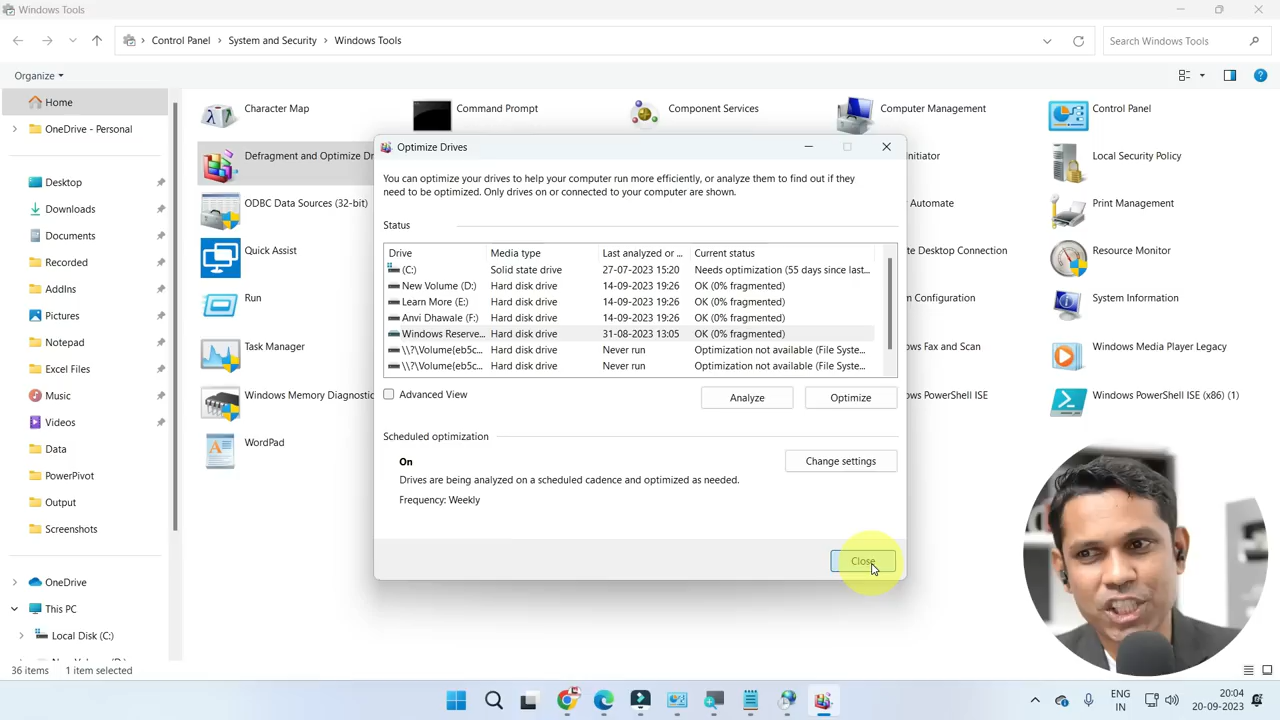 Windows Tools
Control Panel > System and Security > Windows Tools
Search Windows Tools
Organize
Home
OneDrive - Personal
Desktop
Downloads
Documents
Recorded
AddIns
Pictures
Notepad
Excel Files
Music
Videos
Data
PowerPivot
Output
Screenshots
OneDrive
This PC
Local Disk (C:)
36 items 1 item selected
Character Map
Command Prompt
Component Services
Computer Management
Control Panel
Defragment and Optimize Dr
nitiator
Local Security Policy
ODBC Data Sources (32-bit)
Automate
Print Management
Quick Assist
e Desktop Connection
Resource Monitor
Run
n Configuration
System Information
Task Manager
s Fax and Scan
Windows Media Player Legacy
Windows Memory Diagnostic
s PowerShell ISE
Windows PowerShell ISE (x86) (1)
WordPad
Optimize Drives
You can optimize your drives to help your computer run more efficiently, or analyze them to find out if they
need to be optimized. Only drives on or connected to your computer are shown.
Status
Drive Media type Last analyzed or ... Current status
(C:) Solid state drive 27-07-2023 15:20 Needs optimization (55 days since last...
New Volume (D:) Hard disk drive 14-09-2023 19:26 OK (0% fragmented)
Learn More (E:) Hard disk drive 14-09-2023 19:26 OK (0% fragmented)
Anvi Dhawale (F:) Hard disk drive 14-09-2023 19:26 OK (0% fragmented)
Windows Reserve... Hard disk drive 31-08-2023 13:05 OK (0% fragmented)
\\?\Volume{eb5c... Hard disk drive Never run Optimization not available (File Syste...
\\?\Volume{eb5c... Hard disk drive Never run Optimization not available (File Syste...
Advanced View
Analyze
Optimize
Scheduled optimization
On
Change settings
Drives are being analyzed on a scheduled cadence and optimized as needed.
Frequency: Weekly
Close
ENG
IN
20:04
20-09-2023